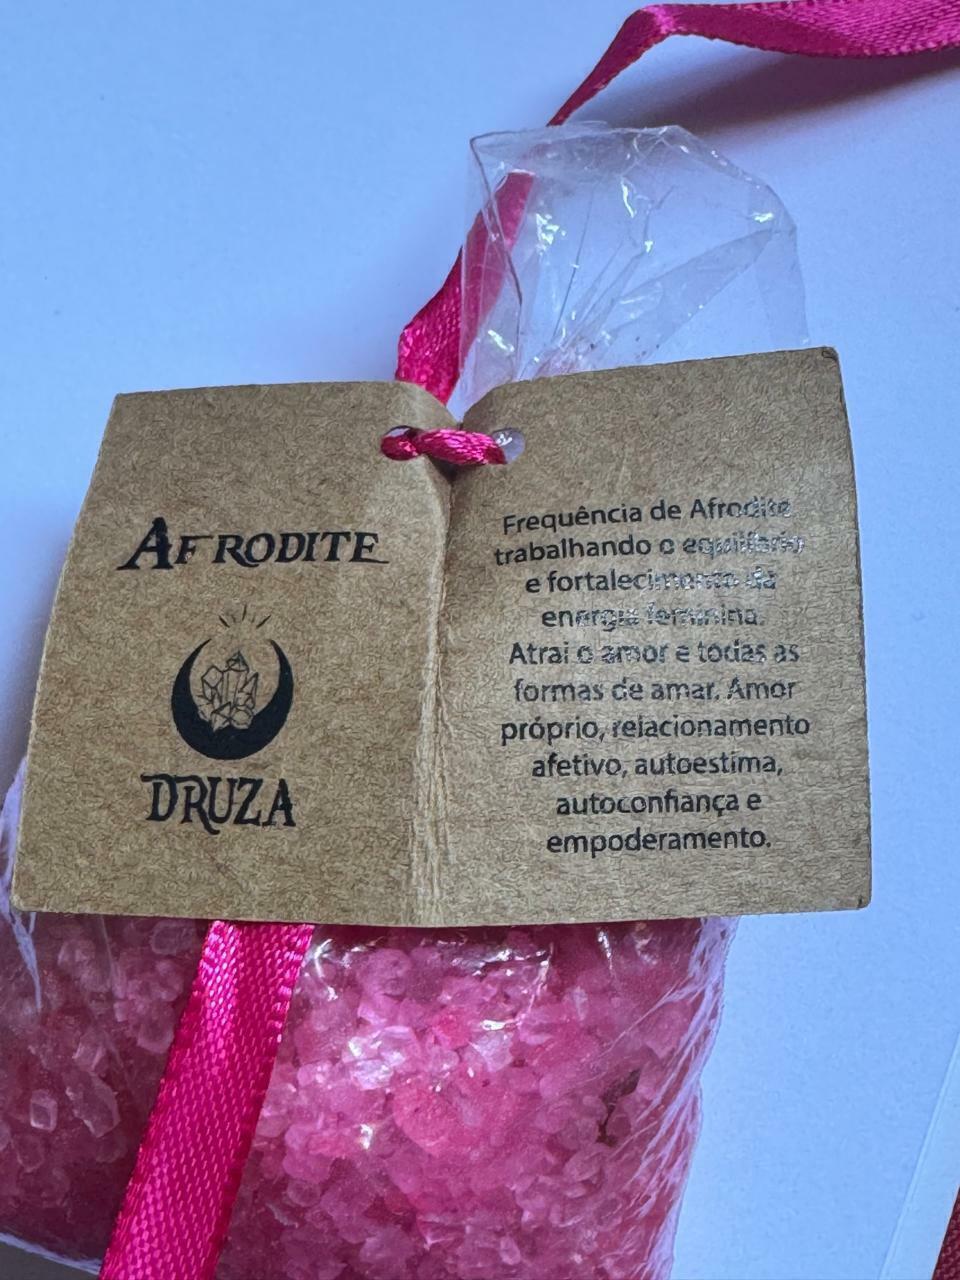 AFRODITE
DRUZA
Frequência de Afrodite
trabalhando o equilíbrio
e fortalecimento da
energia feminina.
Atrai o amor e todas as
formas de amar. Amor
próprio, relacionamento
afetivo, autoestima,
autoconfiança e
empoderamento.